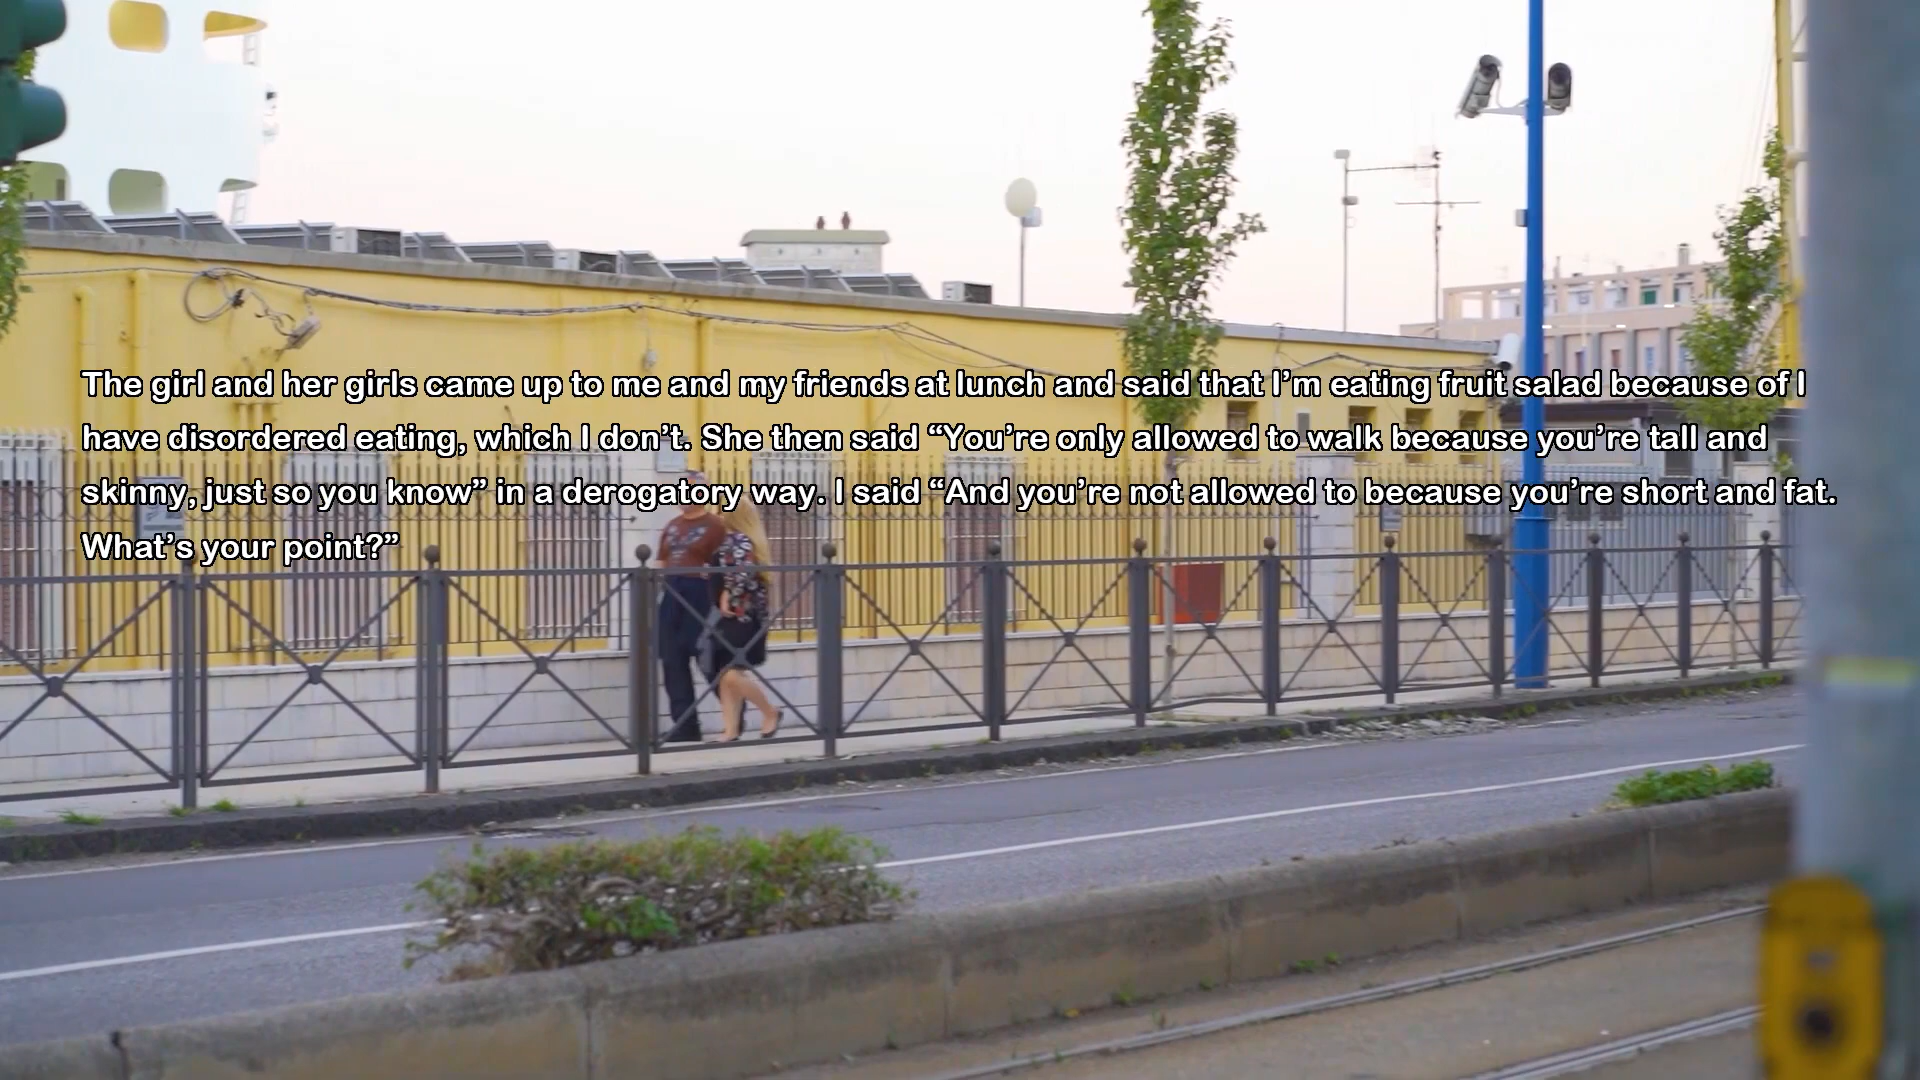 The girl and her girls came up to me and my friends at lunch and said that I’m eating fruit salad because of I
have disordered eating, which I don’t. She then said “You’re only allowed to walk because you’re tall and
skinny, just so you know” in a derogatory way. I said “And you’re not allowed to because you’re short and fat.
What’s your point?”